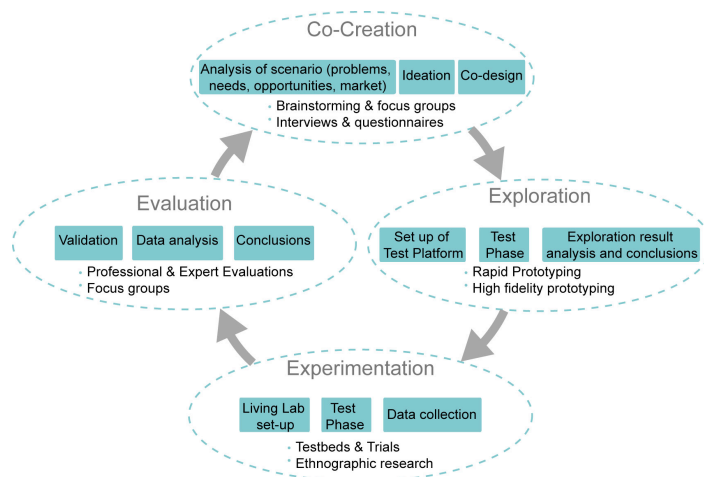 Co-Creation
Analysis of scenario (problems,
needs, opportunities, market)
Ideation
Co-design
Brainstorming & focus groups
Interviews & questionnaires
Evaluation
Validation
Data analysis
Conclusions
Professional & Expert Evaluations
Focus groups
Exploration
Set up of
Test Platform
Test
Phase
Exploration result
analysis and conclusions
Rapid Prototyping
High fidelity prototyping
Experimentation
Living Lab
set-up
Test
Phase
Data collection
Testbeds & Trials
Ethnographic research